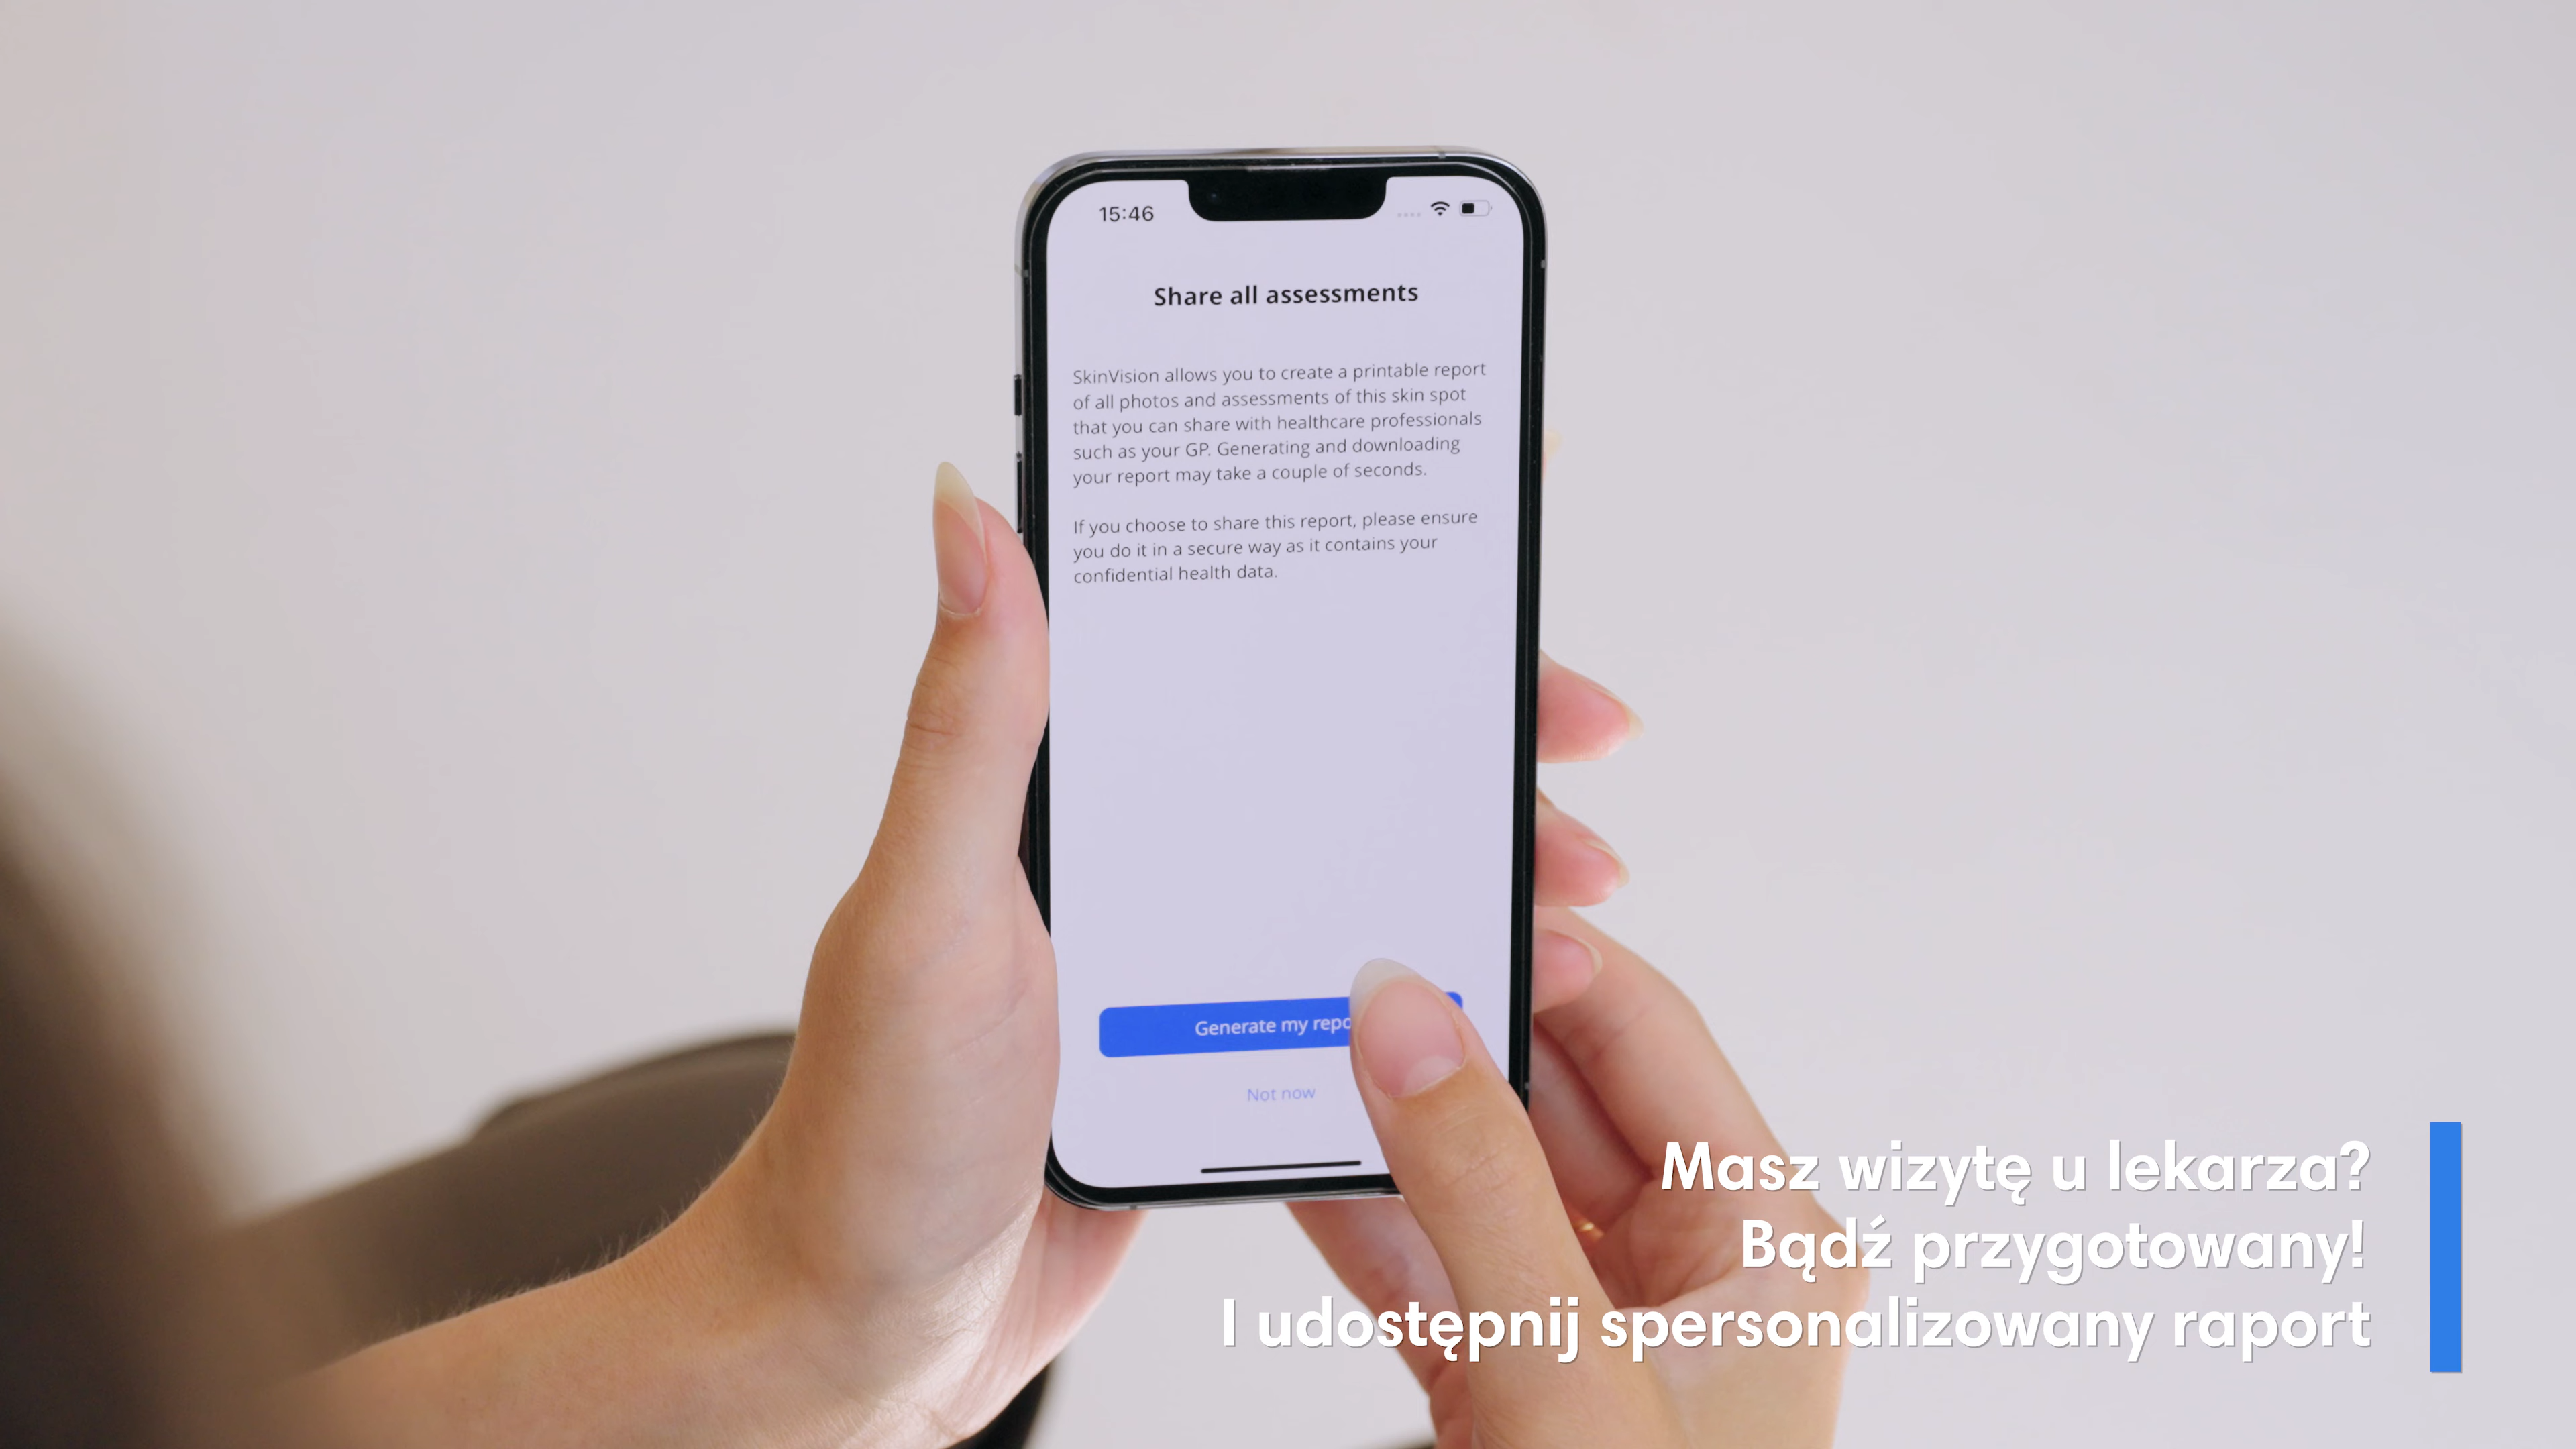 15:46
Share all assessments
SkinVision allows you to create a printable report
of all photos and assessments of this skin spot
that you can share with healthcare professionals
such as your GP. Generating and downloading
your report may take a couple of seconds.
If you choose to share this report, please ensure
you do it in a secure way as it contains your
confidential health data.
Generate my
Not now
Masz wizytę u lekarza?
Bądź przygotowany!
I udostępnij spersonalizowany raport